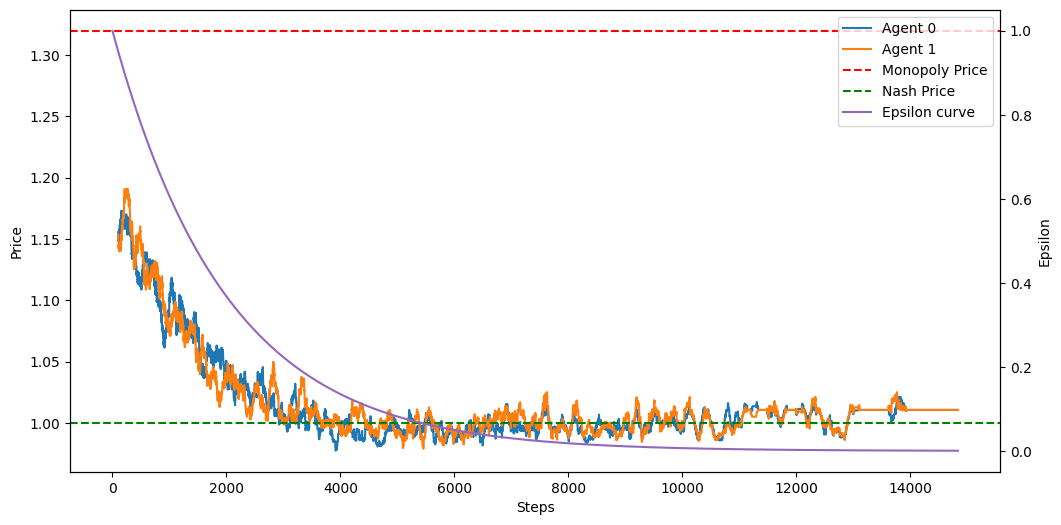 1.30
1.25
1.20
1.15
1.10
1.05
1.00
Price
0
2000
4000
6000
8000
10000
12000
14000
Steps
1.0
0.8
0.6
0.4
0.2
0.0
Epsilon
Agent 0
Agent 1
Monopoly Price
Nash Price
Epsilon curve